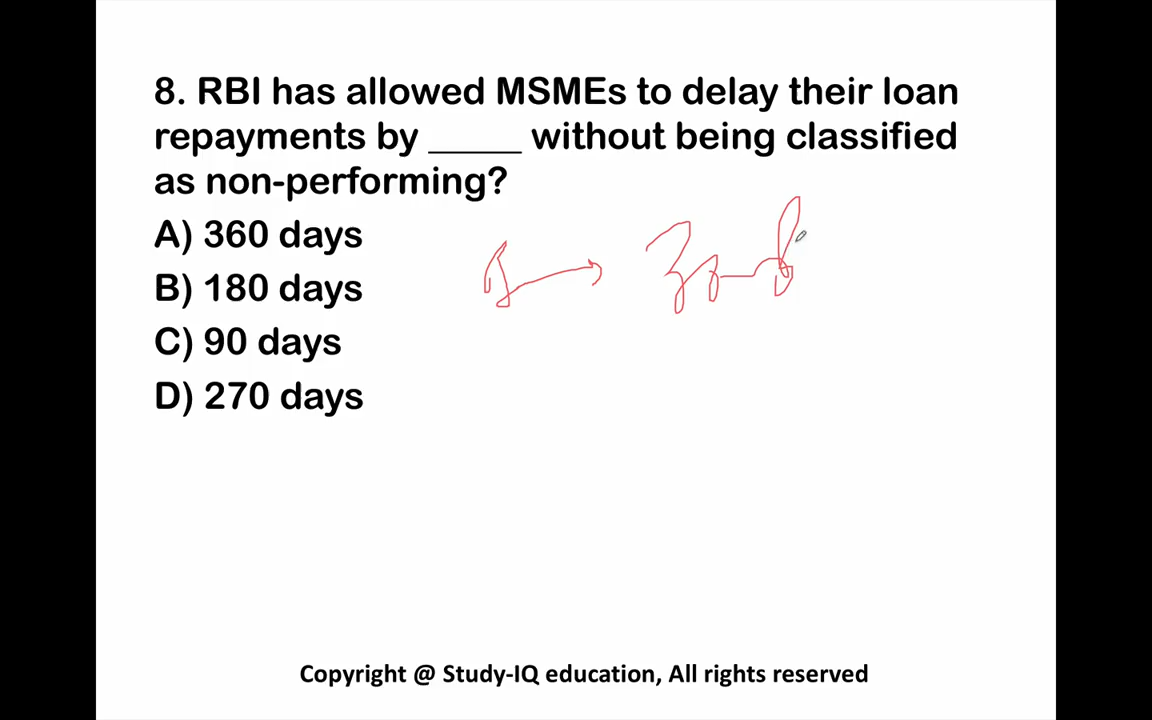 8. RBI has allowed MSMEs to delay their loan
repayments by _____ without being classified
as non-performing?
A) 360 days
B) 180 days
C) 90 days
D) 270 days
Copyright @ Study-IQ education, All rights reserved